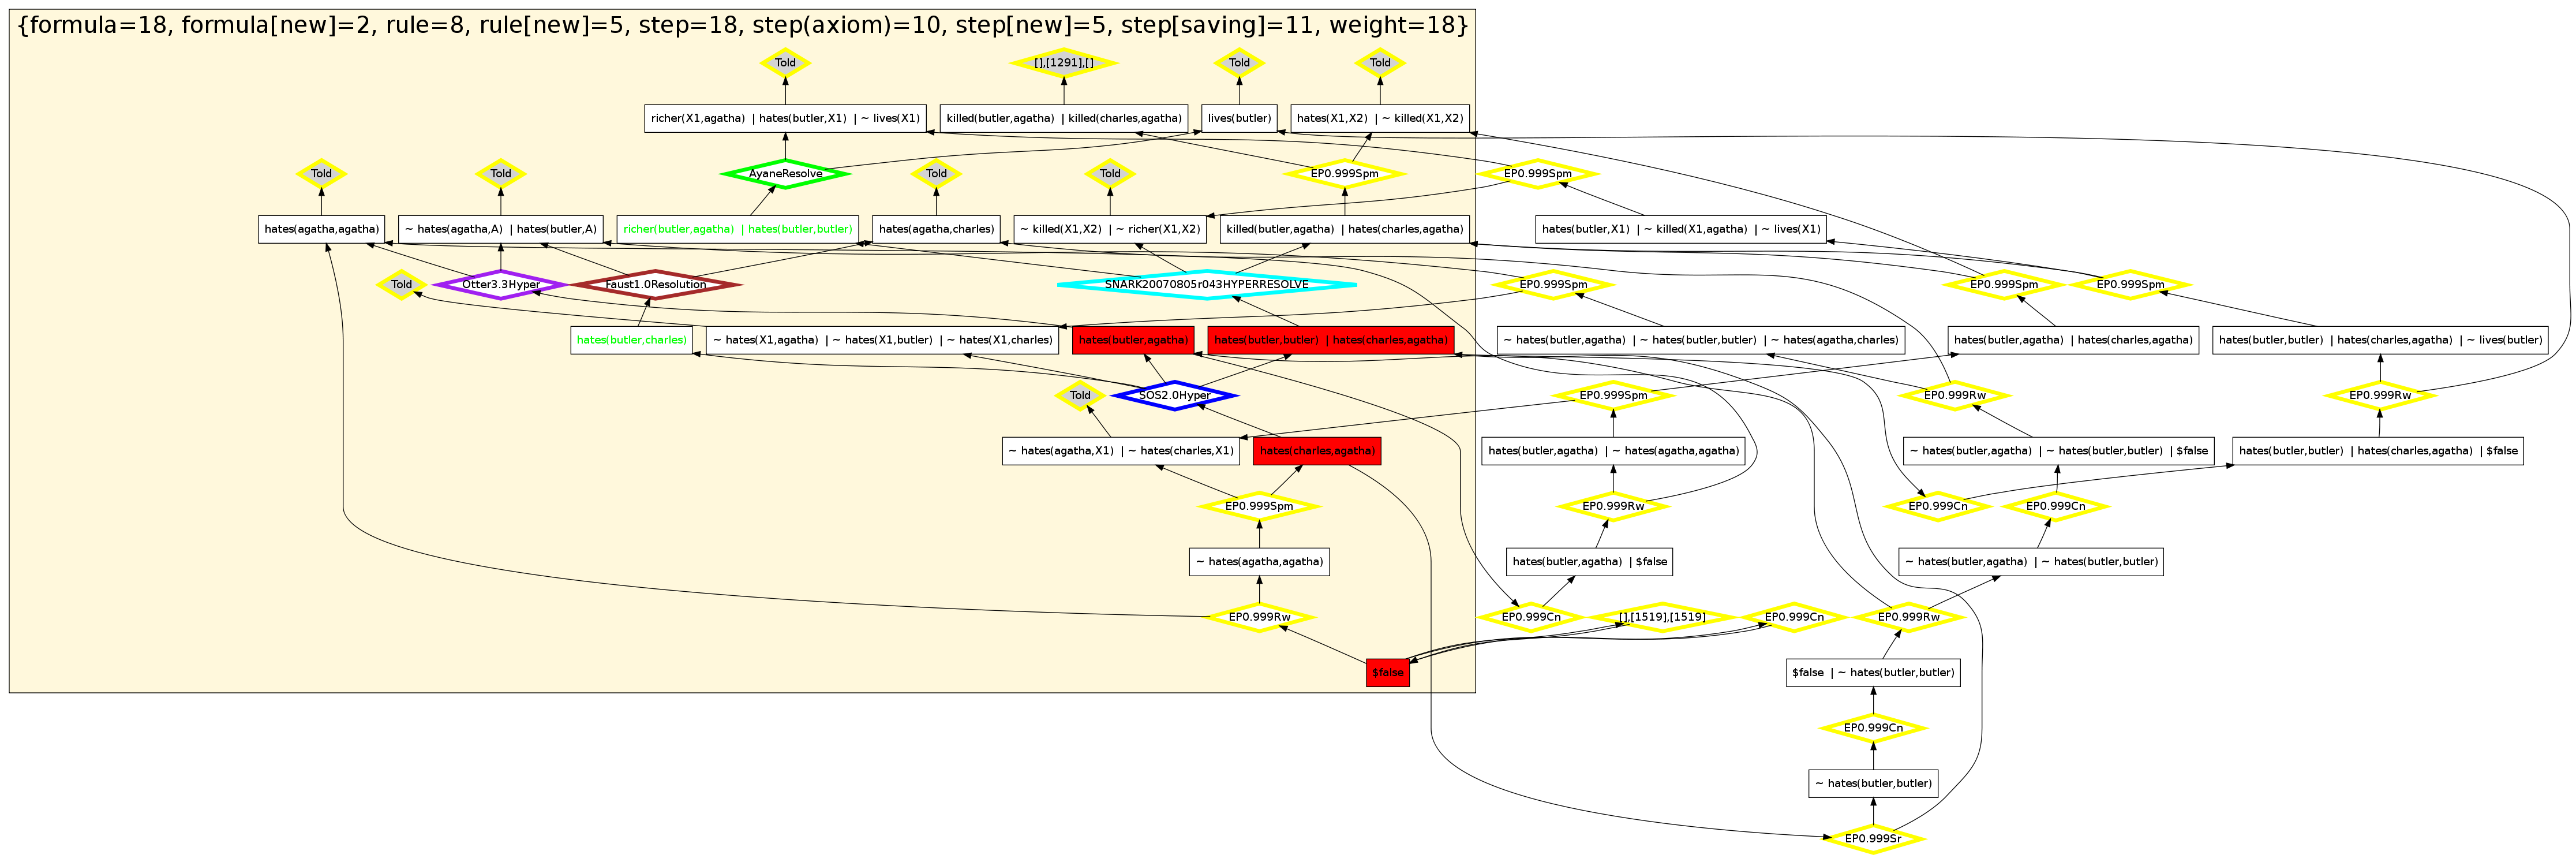 {formula=18, formula[new]=2, rule=8, rule[new]=5, step=18, step(axiom)=10, step[new]=5, step[saving]=11, weight=18}
Told
[],[1291],[]
Told
Told
richer(X1,agatha) | hates(butler,X1) | ~ lives(X1)
killed(butler,agatha) | killed(charles,agatha)
lives(butler)
hates(X1,X2) | ~ killed(X1,X2)
Told
Told
AyaneResolve
Told
Told
EP0.999Spm
EP0.999Spm
hates(agatha,agatha)
~ hates(agatha,A) | hates(butler,A)
richer(butler,agatha) | hates(butler,butler)
hates(agatha,charles)
~ killed(X1,X2) | ~ richer(X1,X2)
killed(butler,agatha) | hates(charles,agatha)
hates(butler,X1) | ~ killed(X1,agatha) | ~ lives(X1)
Told
Otter3.3Hyper
Faust1.0Resolution
SNARK20070805r043HYPERRESOLVE
EP0.999Spm
EP0.999Spm
EP0.999Spm
hates(butler,charles)
~ hates(X1,agatha) | ~ hates(X1,butler) | ~ hates(X1,charles)
hates(butler,agatha)
hates(butler,butler) | hates(charles,agatha)
~ hates(butler,agatha) | ~ hates(butler,butler) | ~ hates(agatha,charles)
hates(butler,agatha) | hates(charles,agatha)
hates(butler,butler) | hates(charles,agatha) | ~ lives(butler)
Told
SOS2.0Hyper
EP0.999Spm
EP0.999Rw
EP0.999Rw
~ hates(agatha,X1) | ~ hates(charles,X1)
hates(charles,agatha)
hates(butler,agatha) | ~ hates(agatha,agatha)
~ hates(butler,agatha) | ~ hates(butler,butler) | $false
hates(butler,butler) | hates(charles,agatha) | $false
EP0.999Spm
EP0.999Rw
EP0.999Cn
EP0.999Cn
~ hates(agatha,agatha)
hates(butler,agatha) | $false
~ hates(butler,agatha) | ~ hates(butler,butler)
EP0.999Rw
EP0.999Cn
[],[1519],[1519]
EP0.999Cn
EP0.999Rw
$false
$false | ~ hates(butler,butler)
EP0.999Cn
~ hates(butler,butler)
EP0.999Sr